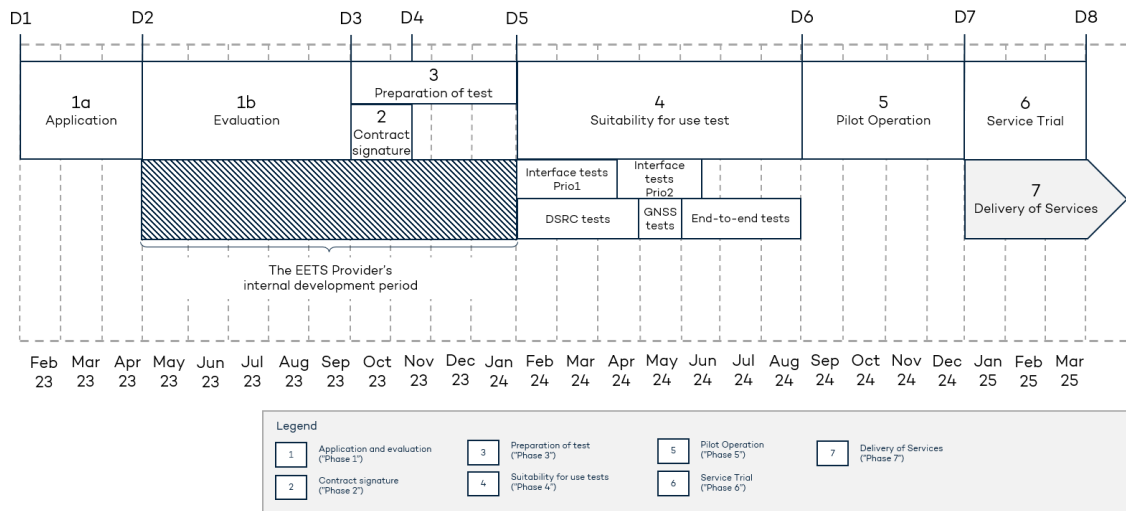 D1
D2
D3
D4
D5
D6
D7
D8
1a
Application
1b
Evaluation
3
Preparation of test
2
Contract
signature
4
Suitability for use test
5
Pilot Operation
6
Service Trial
Interface tests
Prio1
Interface
tests
Prio2
DSRC tests
GNSS
tests
End-to-end tests
7
Delivery of Services
The EETS Provider's
internal development period
Feb
23
Mar
23
Apr
23
May
23
Jun
23
Jul
23
Aug
23
Sep
23
Oct
23
Nov
23
Dec
23
Jan
24
Feb
24
Mar
24
Apr
24
May
24
Jun
24
Jul
24
Aug
24
Sep
24
Oct
24
Nov
24
Dec
24
Jan
25
Feb
25
Mar
25
Legend
1
Application and evaluation
("Phase 1")
2
Contract signature
("Phase 2")
3
Preparation of test
("Phase 3")
4
Suitability for use tests
("Phase 4")
5
Pilot Operation
("Phase 5")
6
Service Trial
("Phase 6")
7
Delivery of Services
("Phase 7")